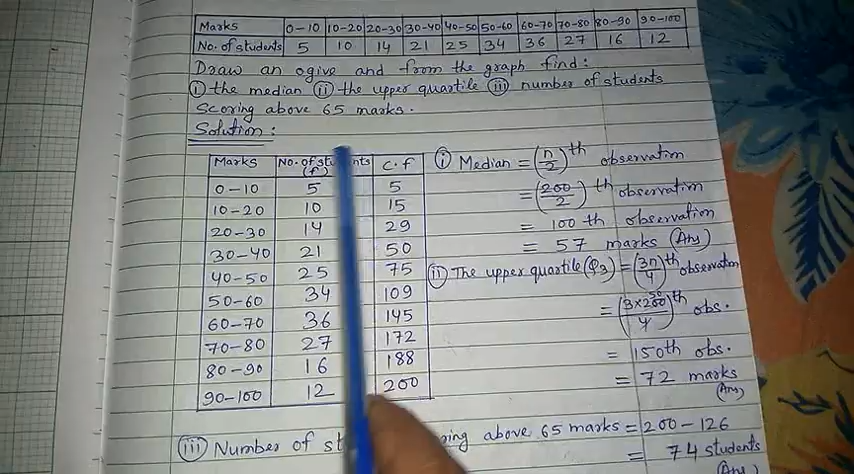 Marks 0-10 10-20 20-30 30-40 40-50 50-60 60-70 70-80 80-90 90-100
No. of students 5 10 14 21 25 34 36 27 16 12
Draw an ogive and from the graph find:
(i) the median (ii) the upper quartile (iii) number of students
scoring above 65 marks.
Solution:
Marks No. of students (f) C.f
0-10 5 5
10-20 10 15
20-30 14 29
30-40 21 50
40-50 25 75
50-60 34 109
60-70 36 145
70-80 27 172
80-90 16 188
90-100 12 200
(i) Median = (n/2)th observation
= (200/2)th observation
= 100th observation
= 57 marks (Ans)
(ii) The upper quartile (Q3) = (3n/4)th observation
= (3×200/4)th obs.
= 150th obs.
= 72 marks
(Ans)
(iii) Number of above 65 marks = 200-126
= 74 students
(Ans)